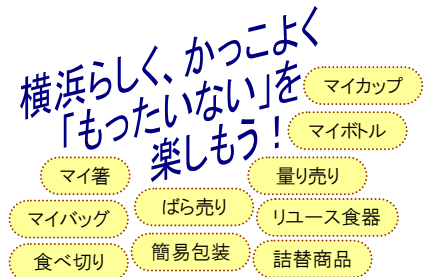 横浜らしく、かっこよく
「もったいない」を
楽しもう！
マイカップ
マイボトル
マイ箸
量り売り
マイバッグ
ばら売り
リユース食器
食べ切り
簡易包装
詰替商品